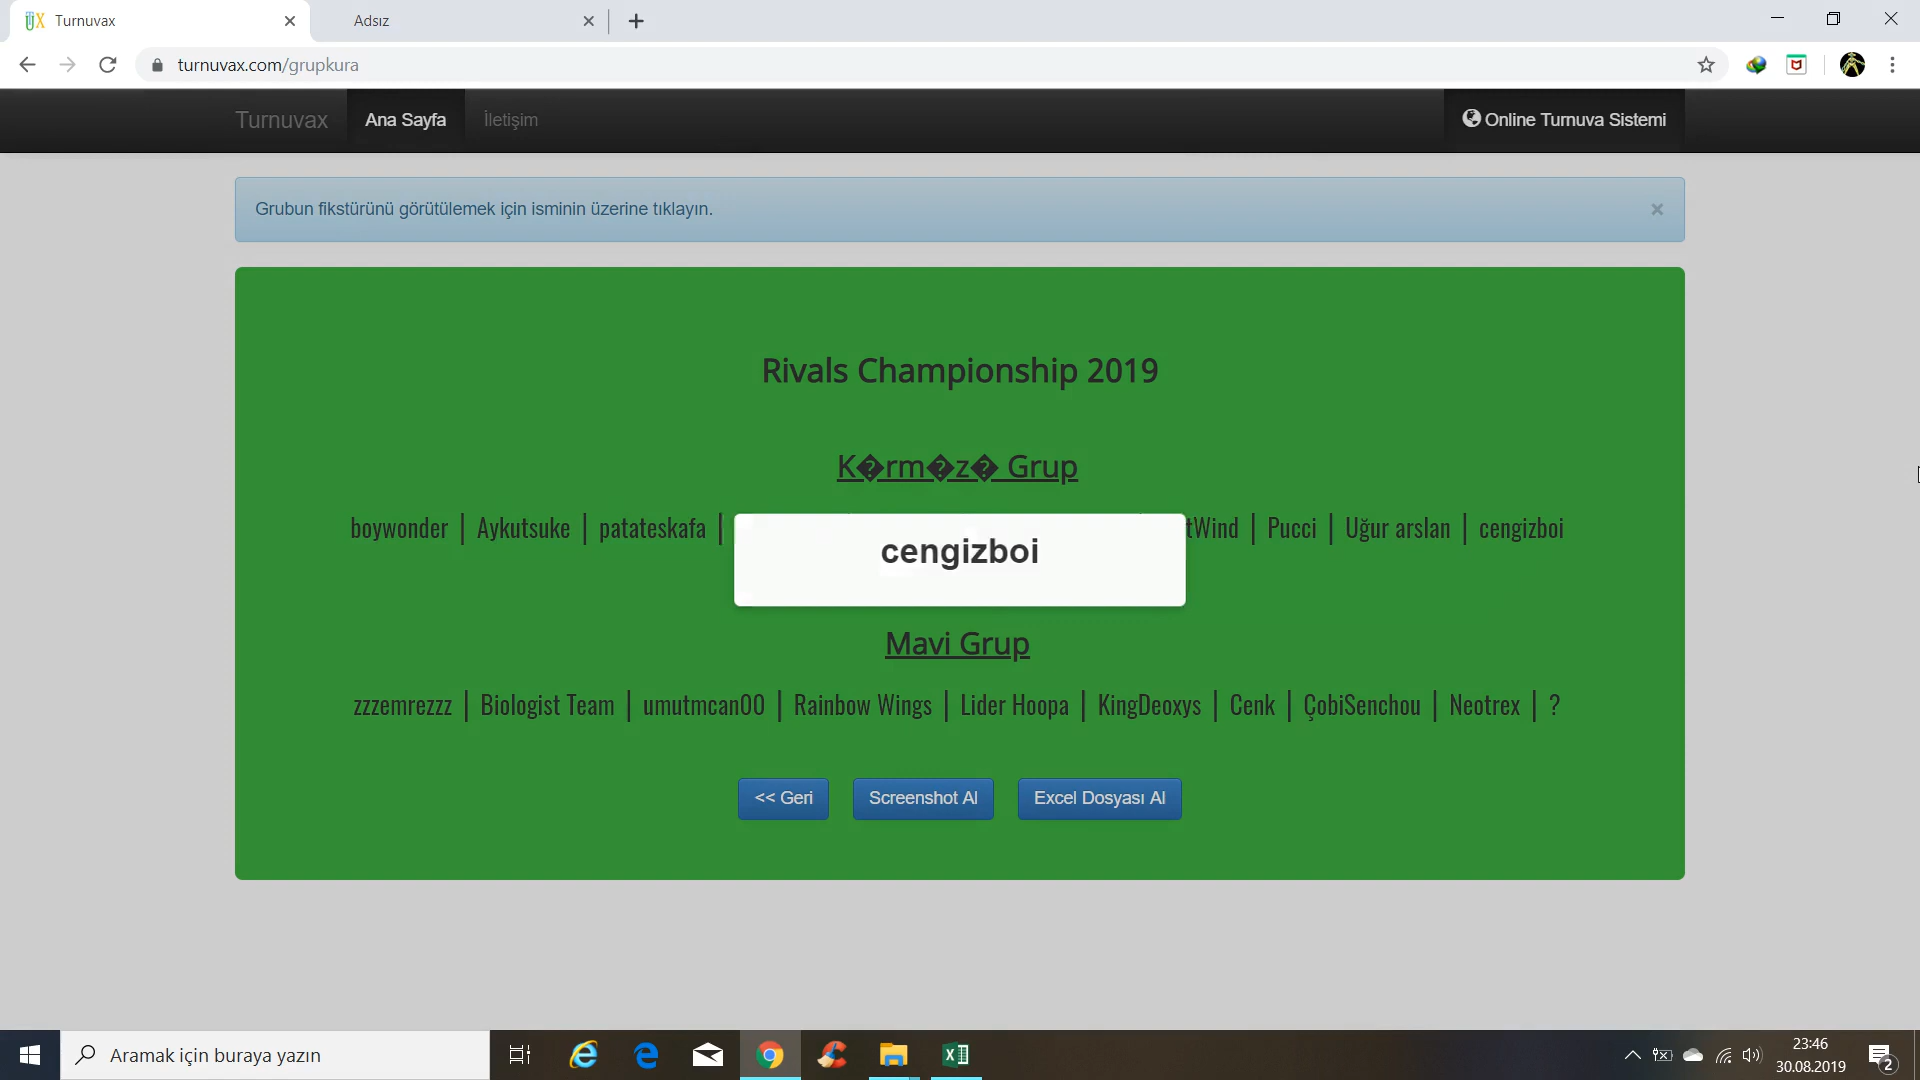 Turnuvax
Adsız
turnuvax.com/grupkura
Turnuvax Ana Sayfa İletişim Online Turnuva Sistemi
Grubun fikstürünü görütülemek için isminin üzerine tıklayın.
Rivals Championship 2019
K�rm�z� Grup
boywonder | Aykutsuke | patateskafa | tWind | Pucci | Uğur arslan | cengizboi
cengizboi
Mavi Grup
zzzemrezzz | Biologist Team | umutmcan00 | Rainbow Wings | Lider Hoopa | KingDeoxys | Cenk | ÇobiSenchou | Neotrex | ?
<< Geri Screenshot Al Excel Dosyası Al
Aramak için buraya yazın
23:46
30.08.2019
2